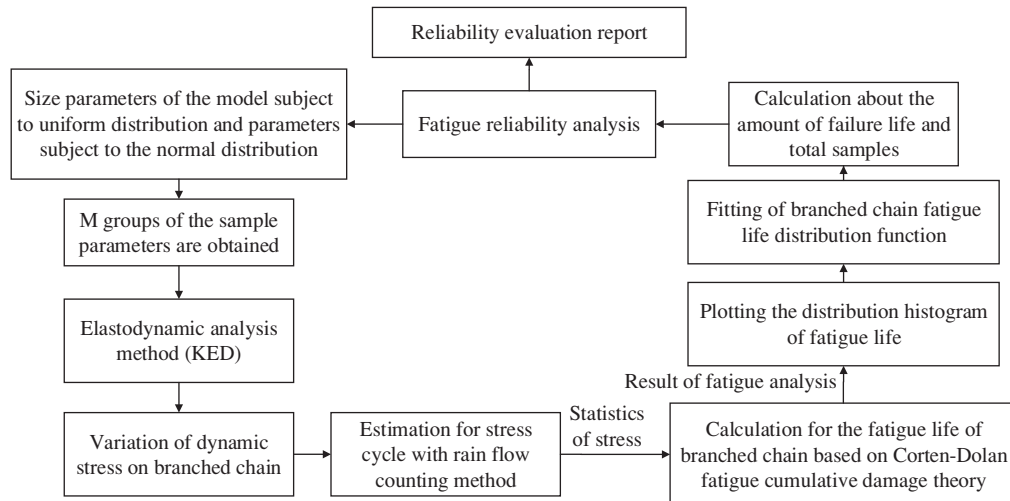 Reliability evaluation report
Size parameters of the model subject
to uniform distribution and parameters
subject to the normal distribution
Fatigue reliability analysis
Calculation about the
amount of failure life and
total samples
M groups of the sample
parameters are obtained
Fitting of branched chain fatigue
life distribution function
Elastodynamic analysis
method (KED)
Plotting the distribution histogram
of fatigue life
Result of fatigue analysis
Variation of dynamic
stress on branched chain
Estimation for stress
cycle with rain flow
counting method
Statistics
of stress
Calculation for the fatigue life of
branched chain based on Corten-Dolan
fatigue cumulative damage theory